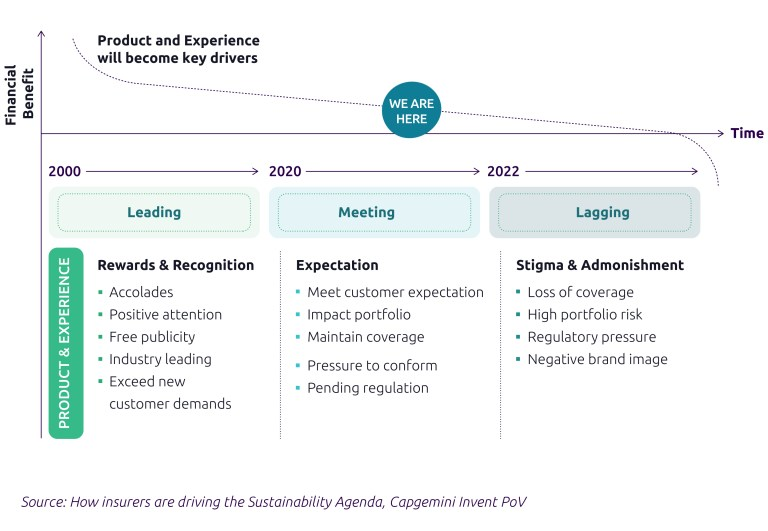 Product and Experience
will become key drivers
Financial
Benefit
WE ARE
HERE
Time
2000
2020
2022
Leading
Meeting
Lagging
PRODUCT & EXPERIENCE
Rewards & Recognition
Accolades
Positive attention
Free publicity
Industry leading
Exceed new
customer demands
Expectation
Meet customer expectation
Impact portfolio
Maintain coverage
Pressure to conform
Pending regulation
Stigma & Admonishment
Loss of coverage
High portfolio risk
Regulatory pressure
Negative brand image
Source: How insurers are driving the Sustainability Agenda, Capgemini Invent PoV